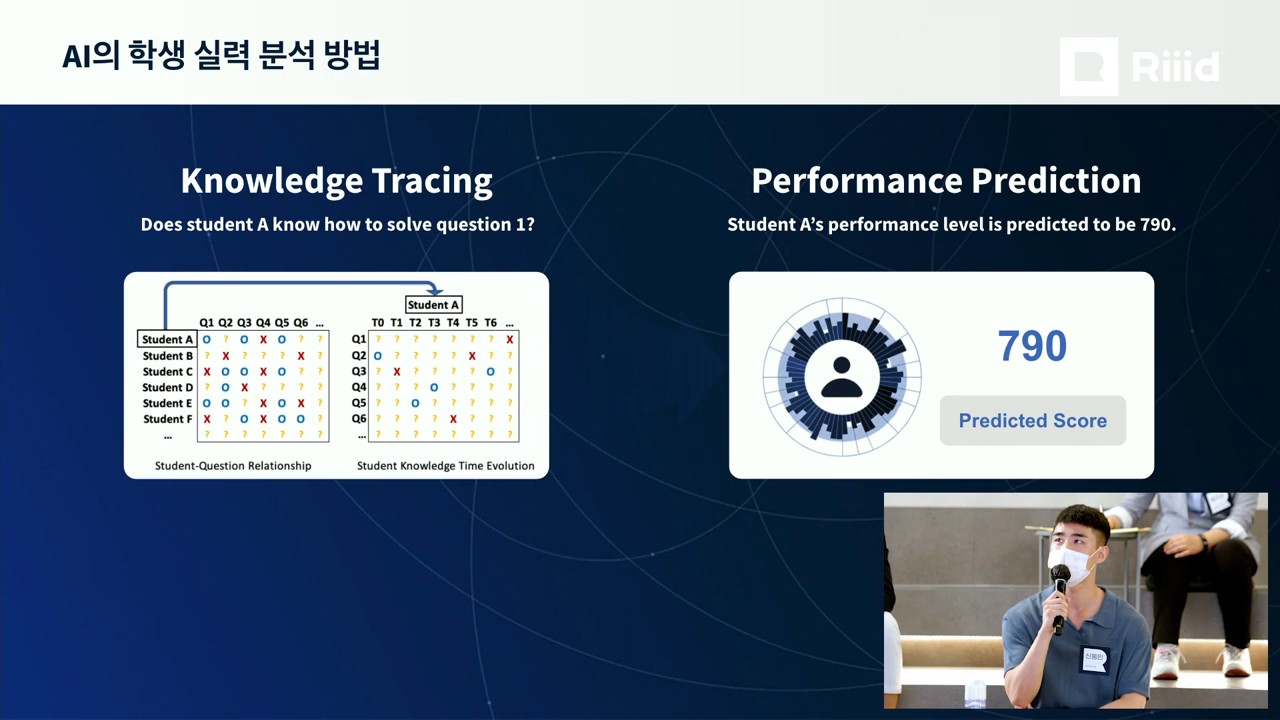 AI의 학생 실력 분석 방법
Riiid
Knowledge Tracing
Does student A know how to solve question 1?
Student A
Q1 Q2 Q3 Q4 Q5 Q6 ...
Student A O ? O X O ? ?
Student B ? X ? ? ? X ?
Student C X O O X O ? ?
Student D ? O X ? ? ? ?
Student E O O ? X O X ?
Student F X ? O X O O ?
... ? ? ? ? ? ? ?
Student-Question Relationship
T0 T1 T2 T3 T4 T5 T6 ...
Q1 ? ? ? ? ? ? ? X
Q2 O ? ? ? ? X ? ?
Q3 ? X ? ? ? ? O ?
Q4 ? ? ? O ? ? ? ?
Q5 ? ? O ? ? ? ? ?
Q6 ? ? ? ? X ? ? ?
... ? ? ? ? ? ? ? ?
Student Knowledge Time Evolution
Performance Prediction
Student A’s performance level is predicted to be 790.
790
Predicted Score
신동민